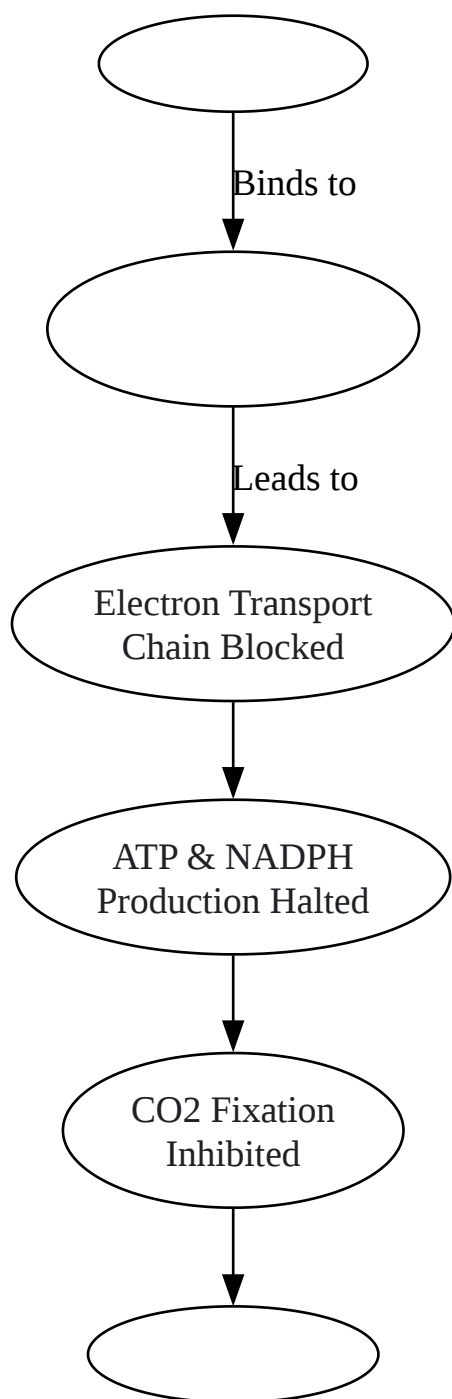 Binds to
Leads to
Electron Transport
Chain Blocked
ATP & NADPH
Production Halted
CO2 Fixation
Inhibited